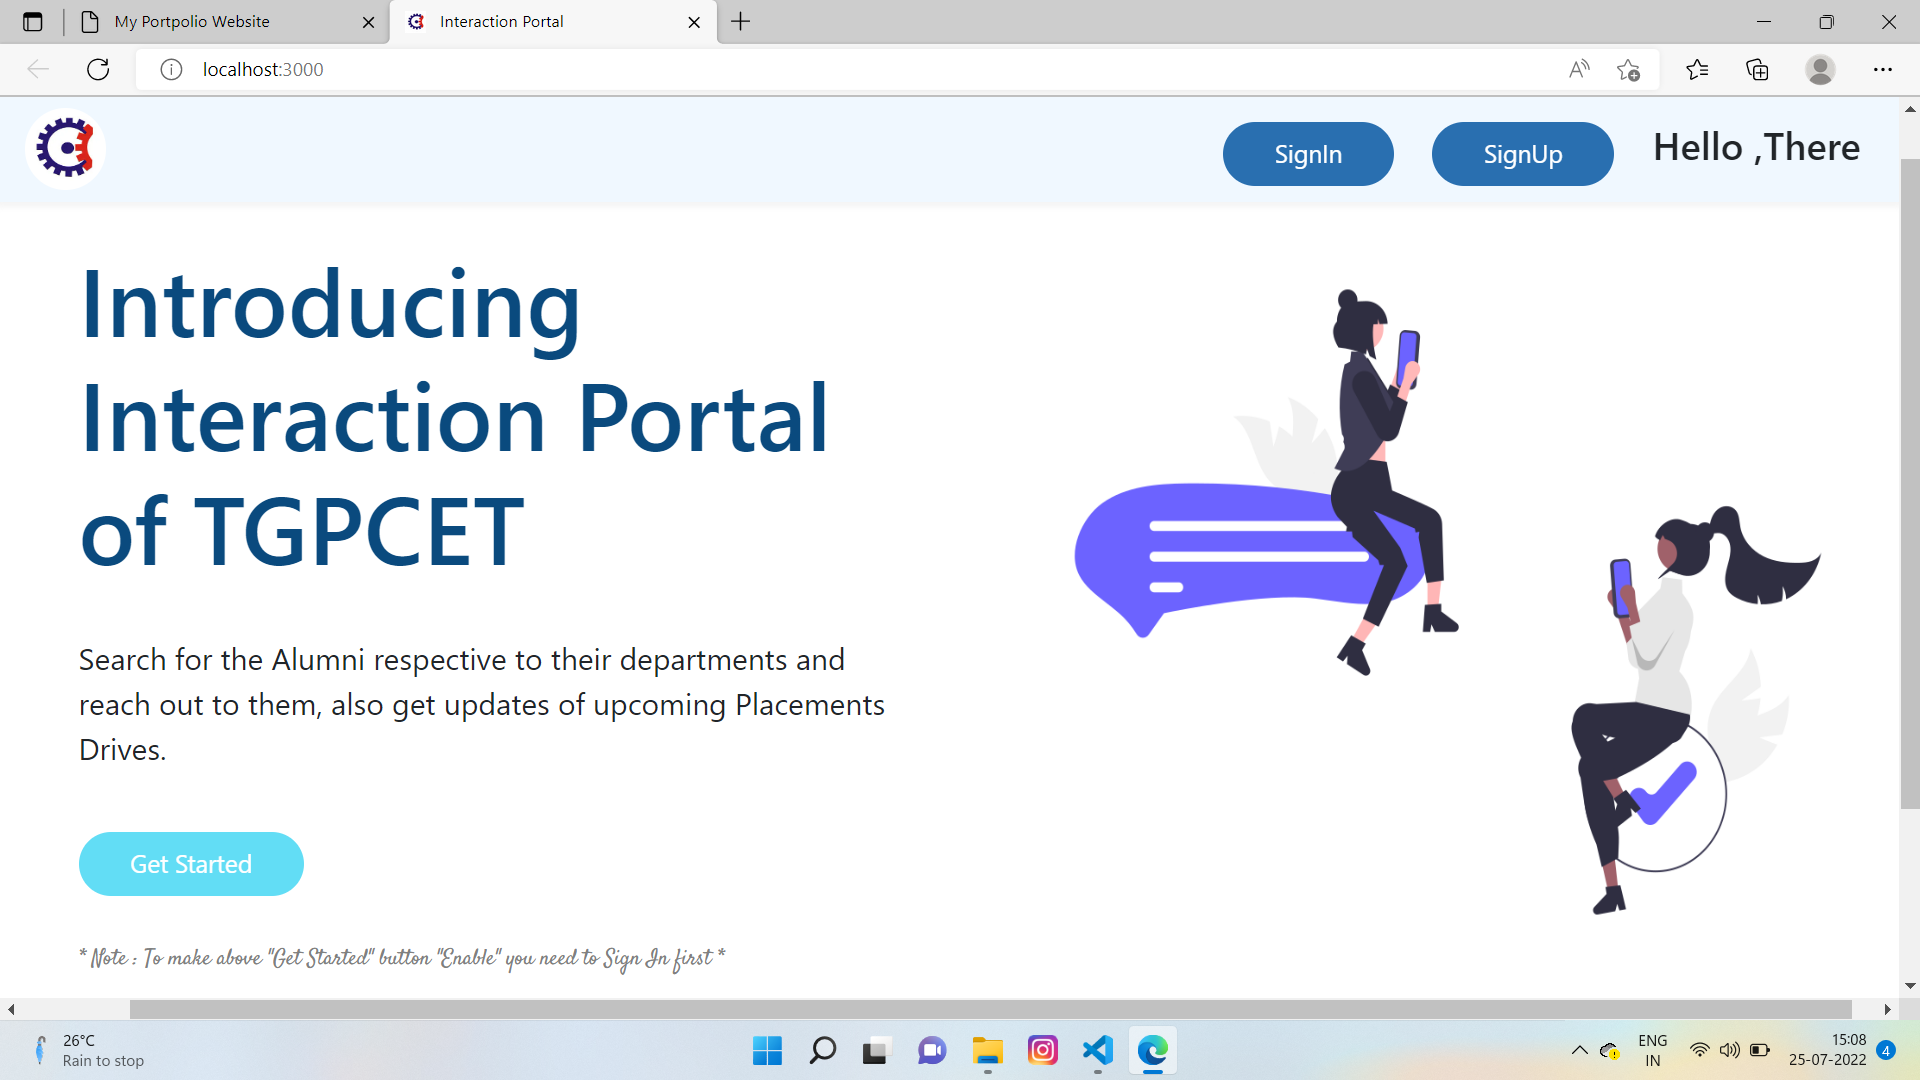 My Portpolio Website
Interaction Portal
localhost:3000
SignIn
SignUp
Hello ,There
Introducing
Interaction Portal
of TGPCET
Search for the Alumni respective to their departments and
reach out to them, also get updates of upcoming Placements
Drives.
Get Started
* Note : To make above "Get Started" button "Enable" you need to Sign In first *
26°C
Rain to stop
ENG
IN
15:08
25-07-2022
4